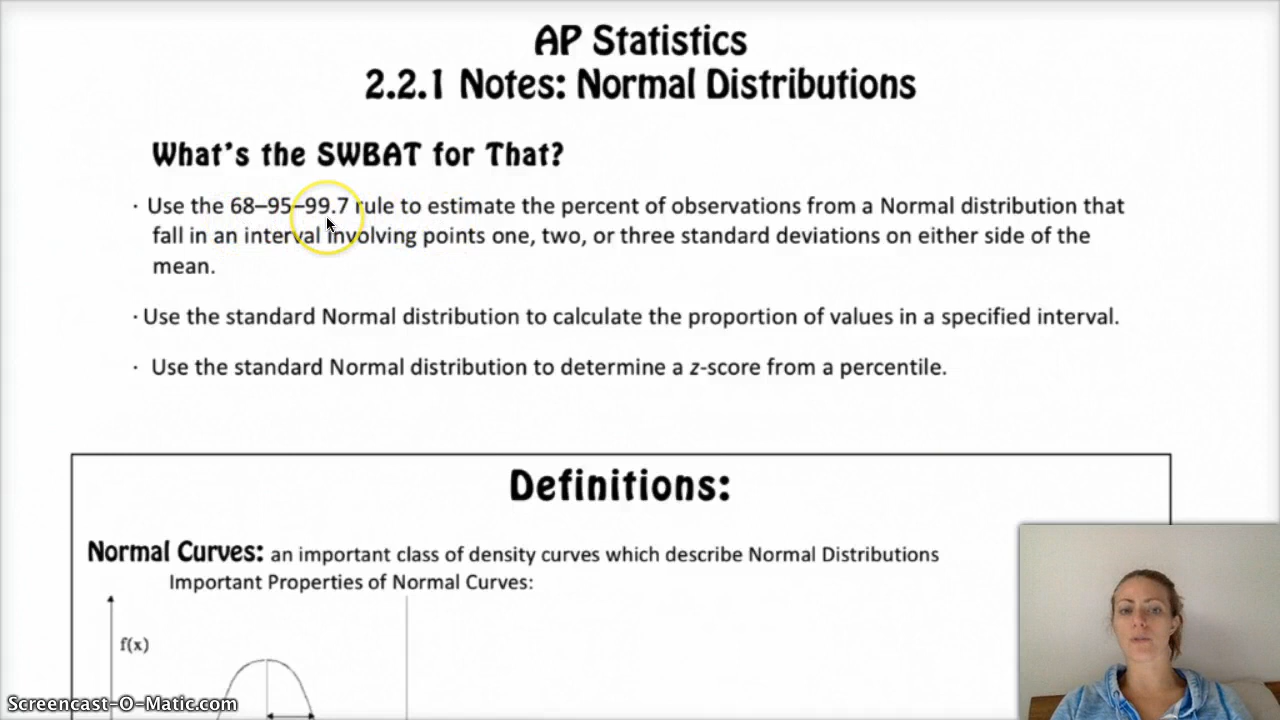 AP Statistics
2.2.1 Notes: Normal Distributions
What's the SWBAT for That?
· Use the 68–95–99.7 rule to estimate the percent of observations from a Normal distribution that
fall in an interval involving points one, two, or three standard deviations on either side of the
mean.
· Use the standard Normal distribution to calculate the proportion of values in a specified interval.
· Use the standard Normal distribution to determine a z-score from a percentile.
Definitions:
Normal Curves: an important class of density curves which describe Normal Distributions
Important Properties of Normal Curves:
f(x)
Screencast-O-Matic.com